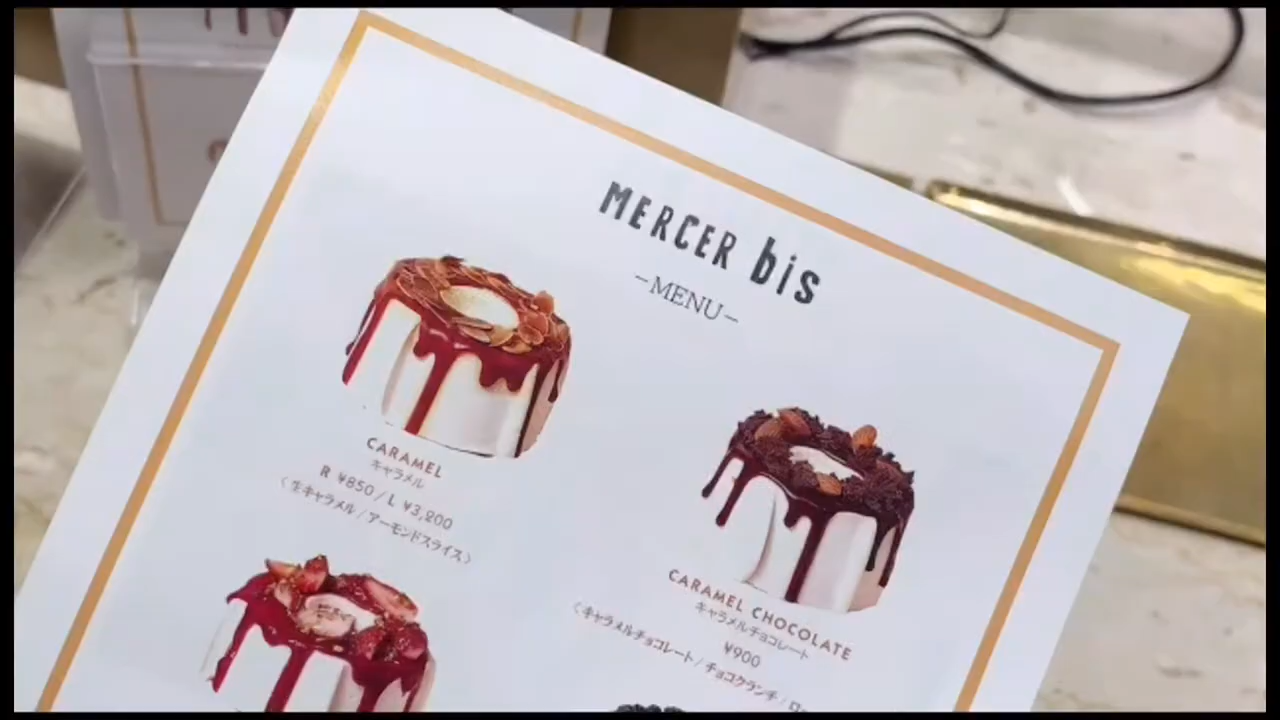 MERCER bis
–MENU–
CARAMEL
キャラメル
R ¥850 / L ¥3,200
〈生キャラメル / アーモンドスライス〉
CARAMEL CHOCOLATE
キャラメルチョコレート
¥900
〈キャラメルチョコレート / チョコクランチ /